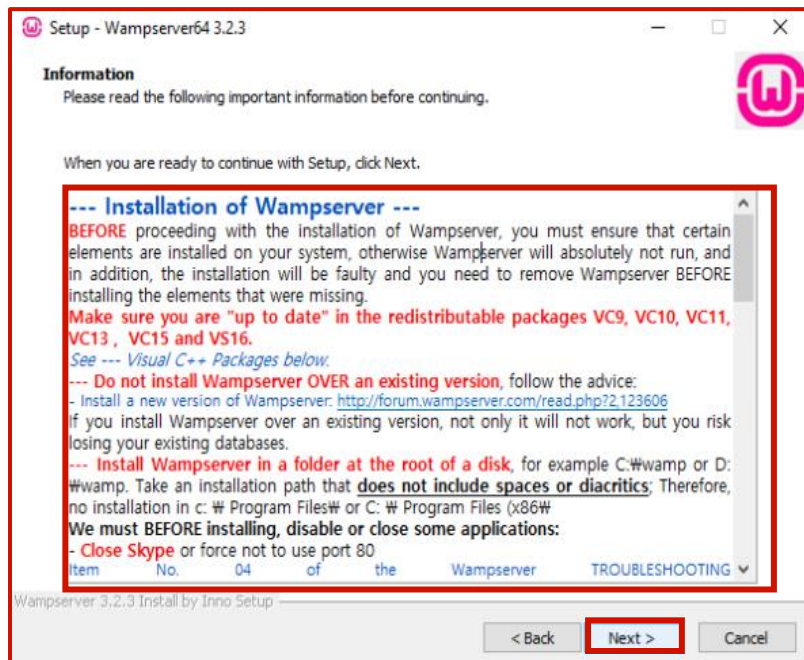 Setup - Wampserver64 3.2.3
Information
Please read the following important information before continuing.
When you are ready to continue with Setup, click Next.
--- Installation of Wampserver ---
BEFORE proceeding with the installation of Wampserver, you must ensure that certain
elements are installed on your system, otherwise Wampserver will absolutely not run, and
in addition, the installation will be faulty and you need to remove Wampserver BEFORE
installing the elements that were missing.
Make sure you are "up to date" in the redistributable packages VC9, VC10, VC11,
VC13 , VC15 and VS16.
See --- Visual C++ Packages below.
--- Do not install Wampserver OVER an existing version, follow the advice:
- Install a new version of Wampserver: http://forum.wampserver.com/read.php?2,123606
If you install Wampserver over an existing version, not only it will not work, but you risk
losing your existing databases.
--- Install Wampserver in a folder at the root of a disk, for example C:₩wamp or D:
₩wamp. Take an installation path that does not include spaces or diacritics; Therefore,
no installation in c: ₩ Program Files₩ or C: ₩ Program Files (x86₩
We must BEFORE installing, disable or close some applications:
- Close Skype or force not to use port 80
Item No. 04 of the Wampserver TROUBLESHOOTING
Wampserver 3.2.3 Install by Inno Setup
< Back Next > Cancel